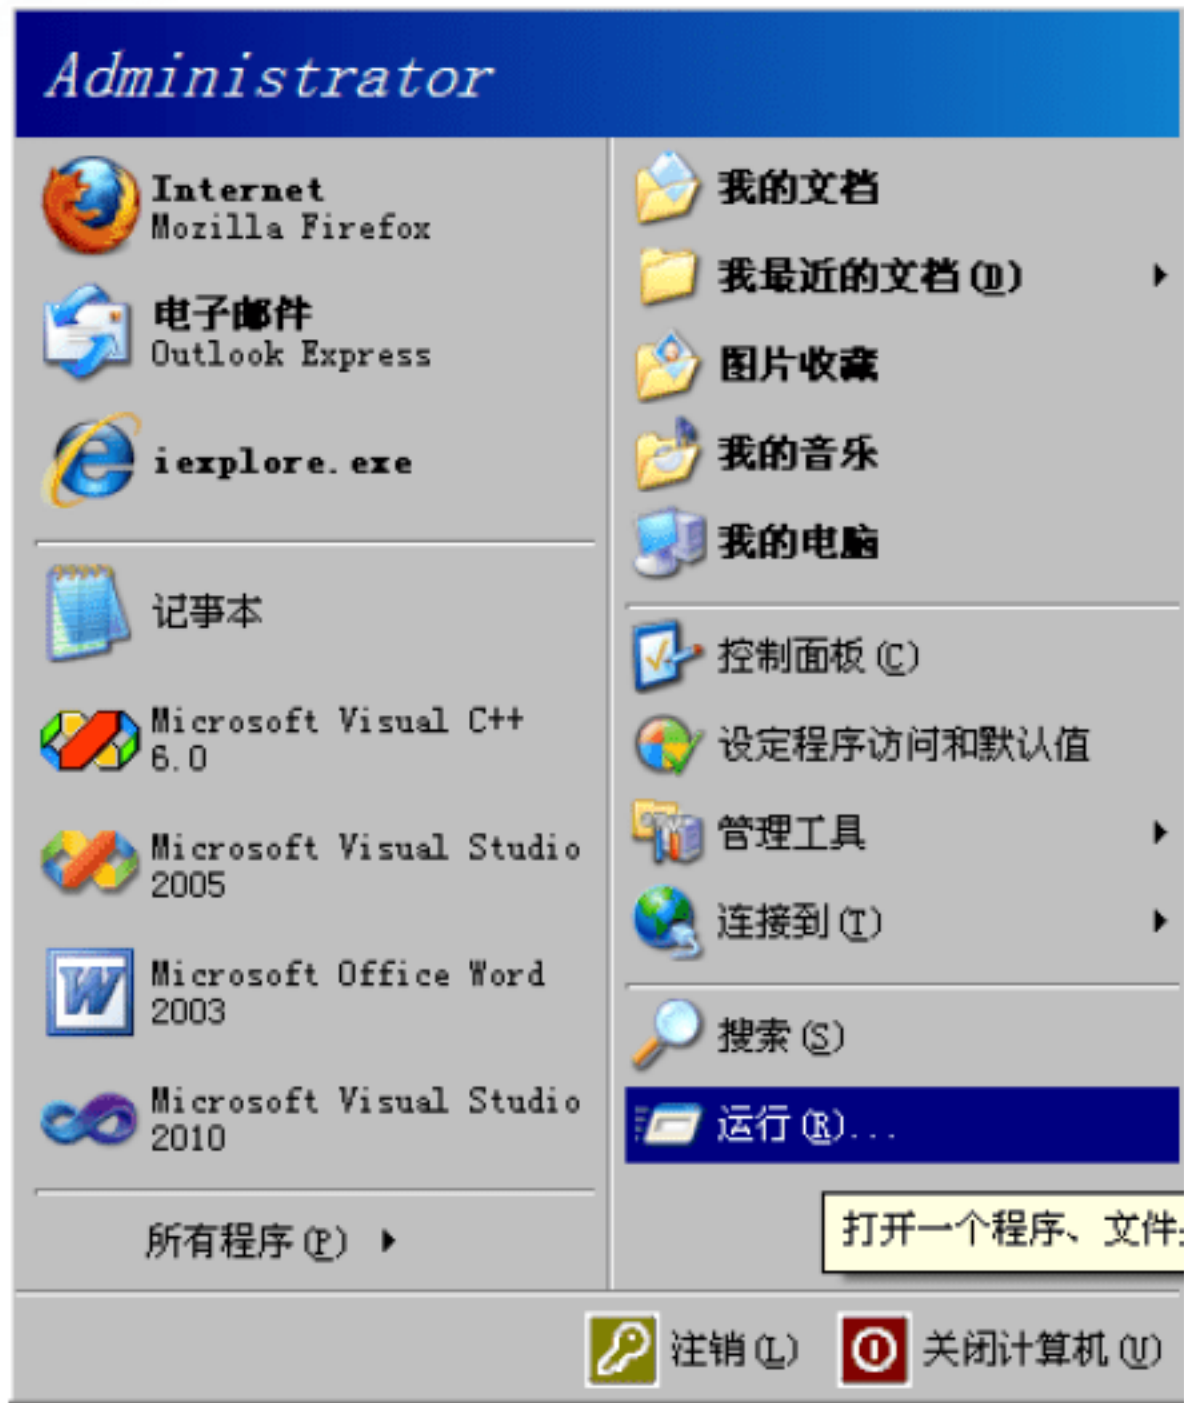 Administrator
Internet
Mozilla Firefox
电子邮件
Outlook Express
iexplore.exe
记事本
Microsoft Visual C++
6.0
Microsoft Visual Studio
2005
Microsoft Office Word
2003
Microsoft Visual Studio
2010
所有程序(P)
我的文档
我最近的文档(D)
图片收藏
我的音乐
我的电脑
控制面板(C)
设定程序访问和默认值
管理工具
连接到(T)
搜索(S)
运行(R)...
打开一个程序、文件
注销(L)
关闭计算机(U)